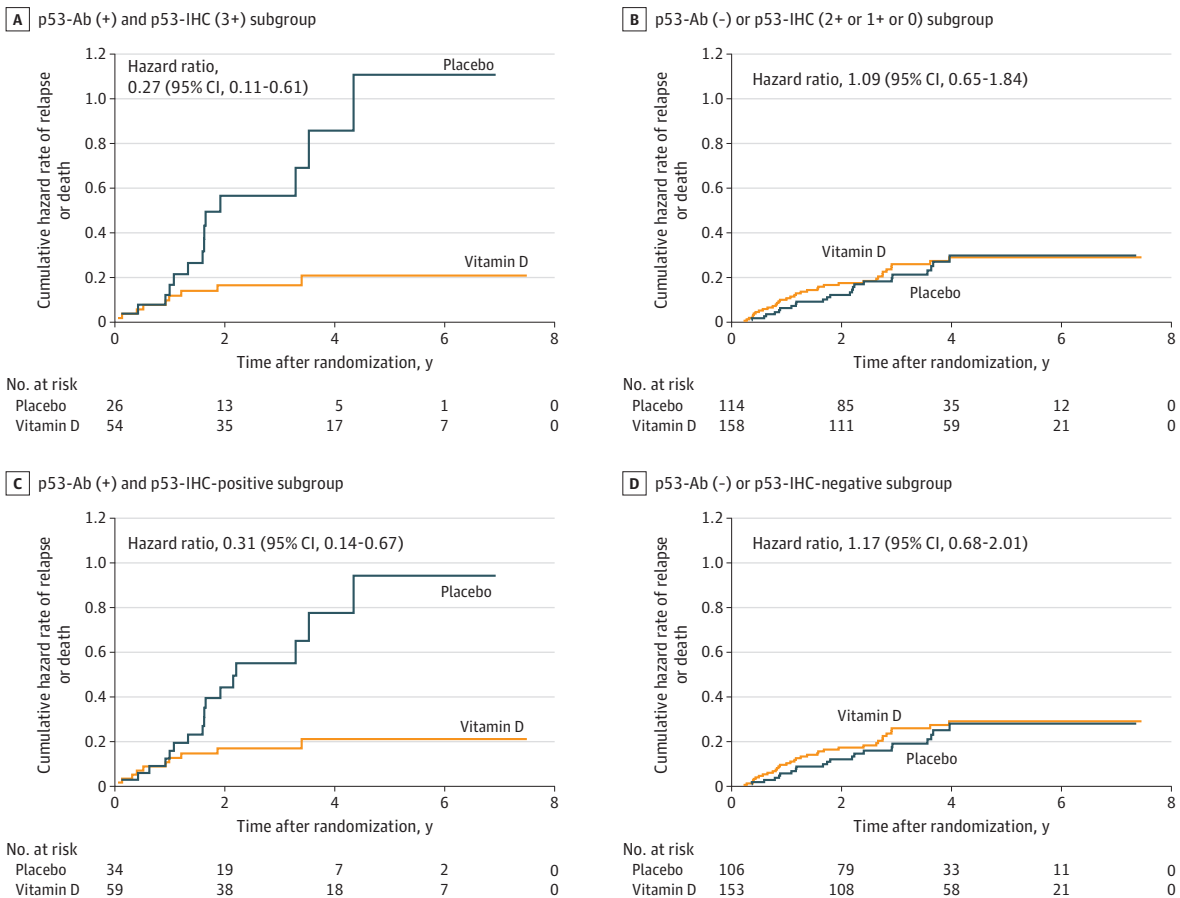 A p53-Ab (+) and p53-IHC (3+) subgroup
Cumulative hazard rate of relapse
or death
1.2
1.0
0.8
0.6
0.4
0.2
0
Hazard ratio,
0.27 (95% CI, 0.11-0.61)
Placebo
Vitamin D
0 2 4 6 8
Time after randomization, y
No. at risk
Placebo 26 13 5 1 0
Vitamin D 54 35 17 7 0
B p53-Ab (-) or p53-IHC (2+ or 1+ or 0) subgroup
Cumulative hazard rate of relapse
or death
1.2
1.0
0.8
0.6
0.4
0.2
0
Hazard ratio, 1.09 (95% CI, 0.65-1.84)
Vitamin D
Placebo
0 2 4 6 8
Time after randomization, y
No. at risk
Placebo 114 85 35 12 0
Vitamin D 158 111 59 21 0
C p53-Ab (+) and p53-IHC-positive subgroup
Cumulative hazard rate of relapse
or death
1.2
1.0
0.8
0.6
0.4
0.2
0
Hazard ratio, 0.31 (95% CI, 0.14-0.67)
Placebo
Vitamin D
0 2 4 6 8
Time after randomization, y
No. at risk
Placebo 34 19 7 2 0
Vitamin D 59 38 18 7 0
D p53-Ab (-) or p53-IHC-negative subgroup
Cumulative hazard rate of relapse
or death
1.2
1.0
0.8
0.6
0.4
0.2
0
Hazard ratio, 1.17 (95% CI, 0.68-2.01)
Vitamin D
Placebo
0 2 4 6 8
Time after randomization, y
No. at risk
Placebo 106 79 33 11 0
Vitamin D 153 108 58 21 0